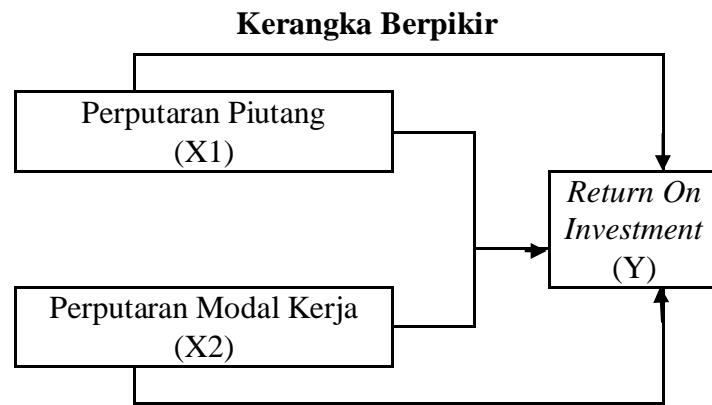 Kerangka Berpikir
Perputaran Piutang
(X1)
Return On
Investment
(Y)
Perputaran Modal Kerja
(X2)